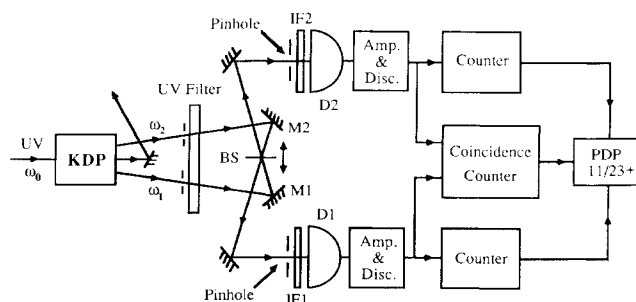 IF2
Pinhole
Amp.
&
Disc.
Counter
UV Filter
D2
UV
ω₀
KDP
ω₂
ω₁
M2
BS
M1
Coincidence
Counter
PDP
11/23+
D1
Amp.
&
Disc.
Counter
Pinhole
IF1